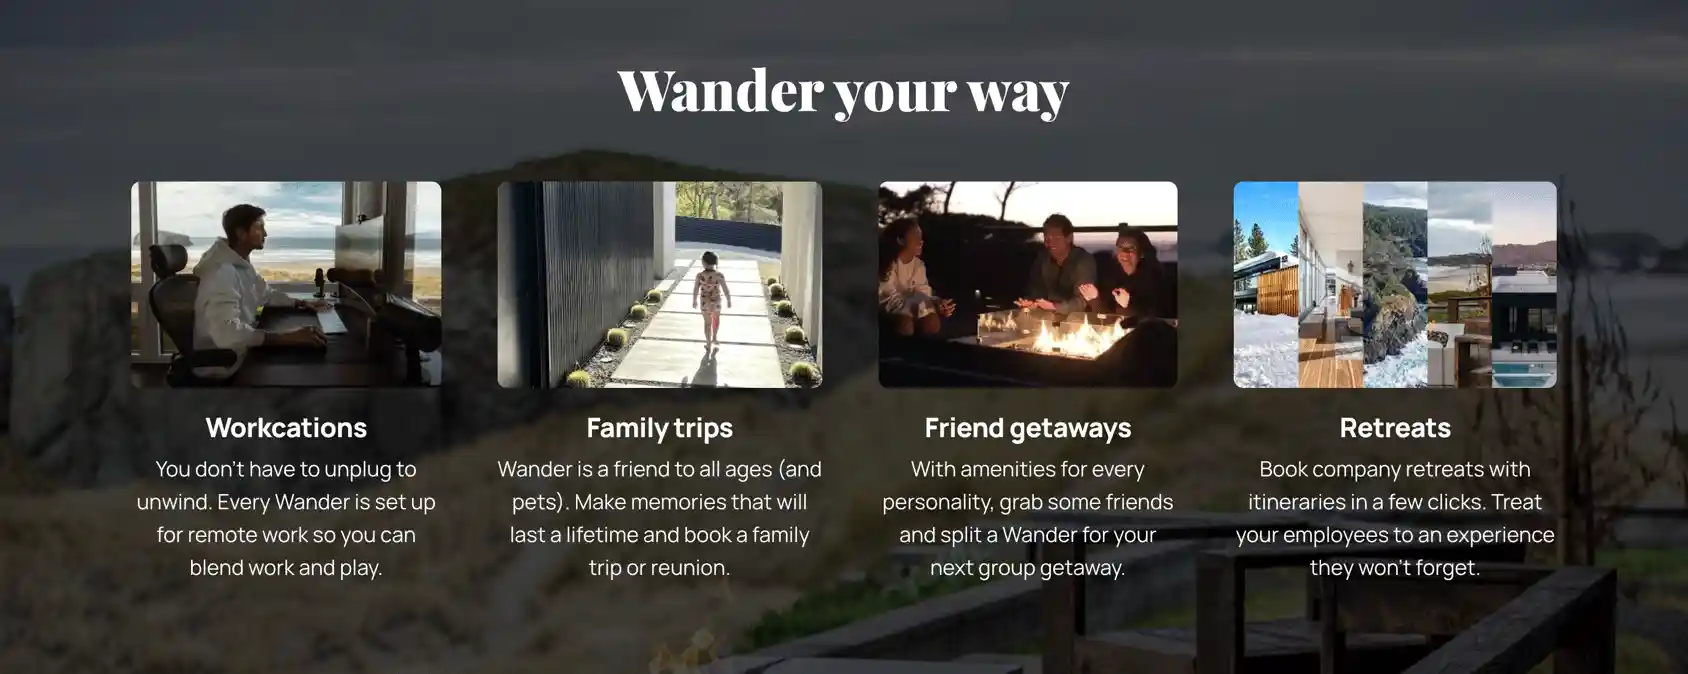 Wander your way
Workcations
You don't have to unplug to
unwind. Every Wander is set up
for remote work so you can
blend work and play.
Family trips
Wander is a friend to all ages (and
pets). Make memories that will
last a lifetime and book a family
trip or reunion.
Friend getaways
With amenities for every
personality, grab some friends
and split a Wander for your
next group getaway.
Retreats
Book company retreats with
itineraries in a few clicks. Treat
your employees to an experience
they won't forget.